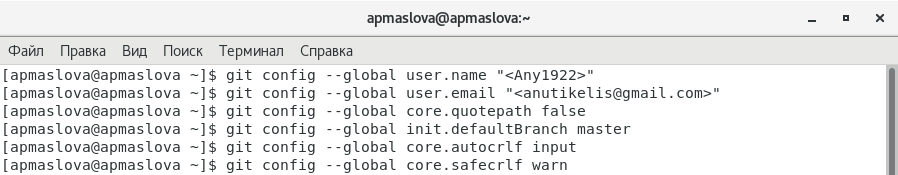 apmaslova@apmaslova:~
Файл Правка Вид Поиск Терминал Справка
[apmaslova@apmaslova ~]$ git config --global user.name "<Any1922>"
[apmaslova@apmaslova ~]$ git config --global user.email "<anutikelis@gmail.com>"
[apmaslova@apmaslova ~]$ git config --global core.quotepath false
[apmaslova@apmaslova ~]$ git config --global init.defaultBranch master
[apmaslova@apmaslova ~]$ git config --global core.autocrlf input
[apmaslova@apmaslova ~]$ git config --global core.safecrlf warn